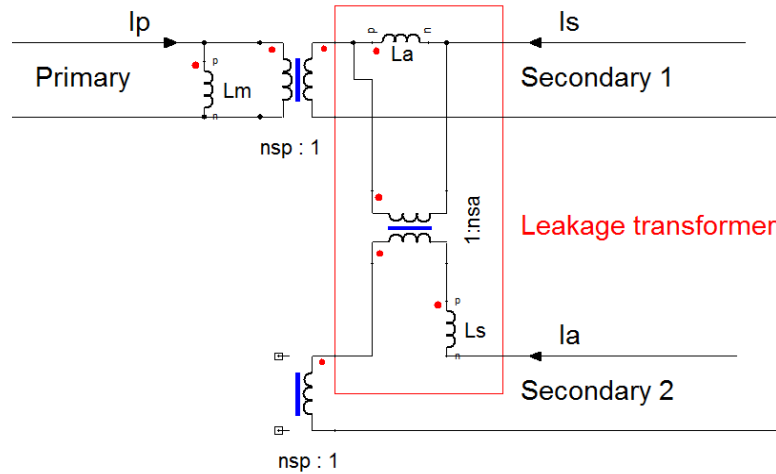 Ip
Is
p
La
n
Primary
p
Lm
n
Secondary 1
nsp : 1
1:nsa
Leakage transformer
p
Ls
n
Ia
Secondary 2
nsp : 1